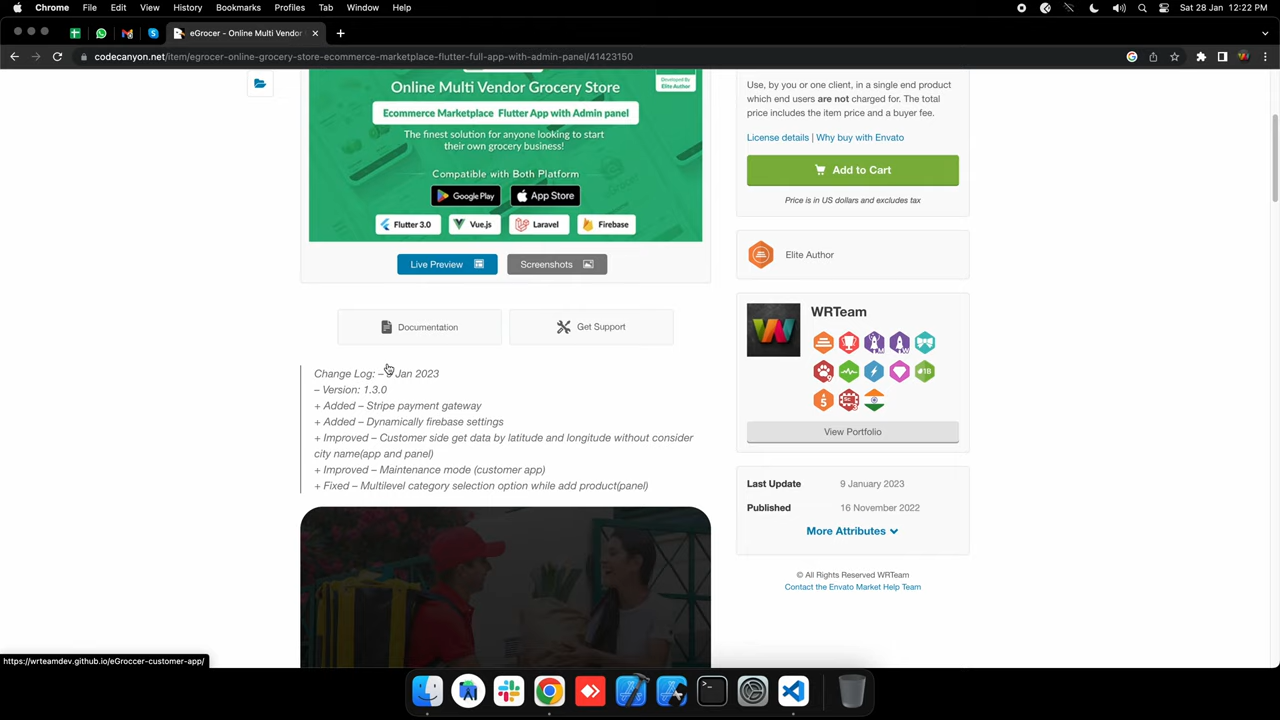 Chrome File Edit View History Bookmarks Profiles Tab Window Help Sat 28 Jan 12:22 PM
eGrocer - Online Multi Vendor
codecanyon.net/item/egrocer-online-grocery-store-ecommerce-marketplace-flutter-full-app-with-admin-panel/41423150
Online Multi Vendor Grocery Store
Ecommerce Marketplace Flutter App with Admin panel
The finest solution for anyone looking to start
their own grocery business!
Compatible with Both Platform
Google Play App Store
Flutter 3.0 Vue.js Laravel Firebase
Elite Author
Live Preview Screenshots
Documentation Get Support
Change Log: – 9 Jan 2023
– Version: 1.3.0
+ Added – Stripe payment gateway
+ Added – Dynamically firebase settings
+ Improved – Customer side get data by latitude and longitude without consider
city name(app and panel)
+ Improved – Maintenance mode (customer app)
+ Fixed – Multilevel category selection option while add product(panel)
Use, by you or one client, in a single end product
which end users are not charged for. The total
price includes the item price and a buyer fee.
License details | Why buy with Envato
Add to Cart
Price is in US dollars and excludes tax
Elite Author
WRTeam
View Portfolio
Last Update 9 January 2023
Published 16 November 2022
More Attributes
© All Rights Reserved WRTeam
Contact the Envato Market Help Team
https://wrteamdev.github.io/eGroccer-customer-app/